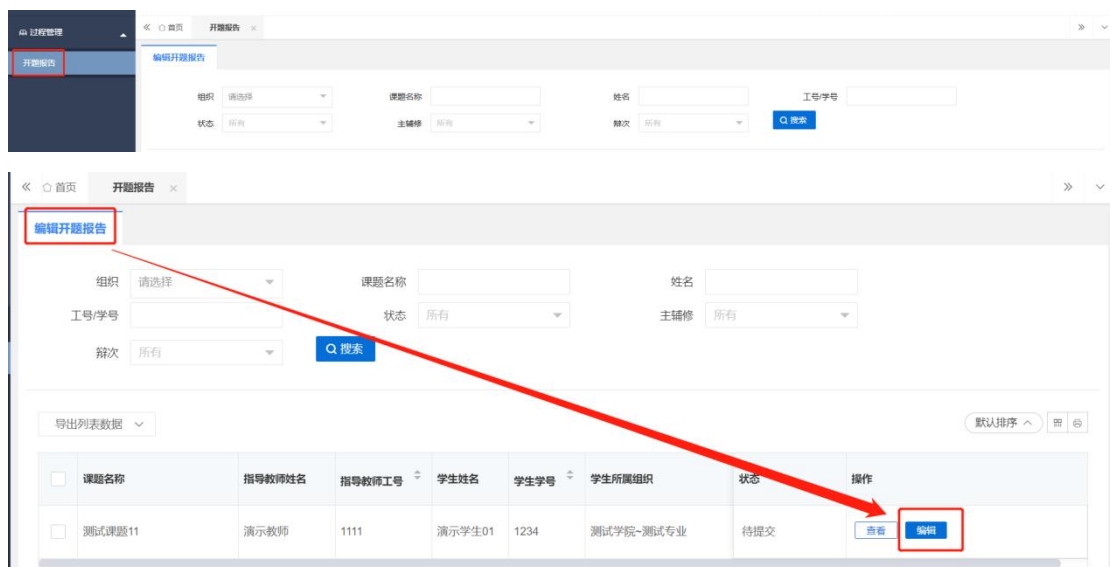 过程管理
首页 开题报告
开题报告
编辑开题报告
组织 请选择 课题名称 姓名 工号/学号
状态 所有 主辅修 所有 辩次 所有 搜索
首页 开题报告
编辑开题报告
组织 请选择 课题名称 姓名
工号/学号 状态 所有 主辅修 所有
辩次 所有 搜索
导出列表数据 默认排序
课题名称 指导教师姓名 指导教师工号 学生姓名 学生学号 学生所属组织 状态 操作
测试课题11 演示教师 1111 演示学生01 1234 测试学院~测试专业 待提交 查看 编辑